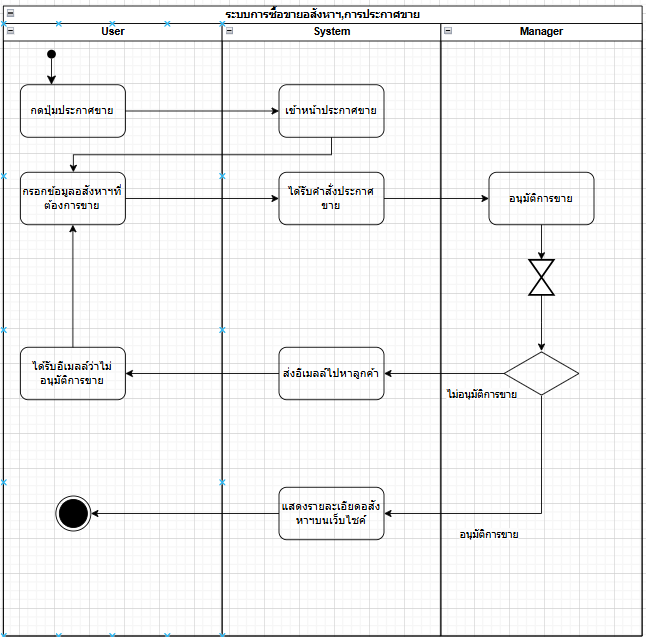 ระบบการซื้อขายอสังหาฯ,การประกาศขาย
User
System
Manager
กดปุ่มประกาศขาย
เข้าหน้าประกาศขาย
กรอกข้อมูลอสังหาฯที่
ต้องการขาย
ได้รับคำสั่งประกาศ
ขาย
อนุมัติการขาย
ได้รับอีเมลล์ว่าไม่
อนุมัติการขาย
ส่งอีเมลล์ไปหาลูกค้า
ไม่อนุมัติการขาย
แสดงรายละเอียดอสัง
หาฯบนเว็บไซค์
อนุมัติการขาย